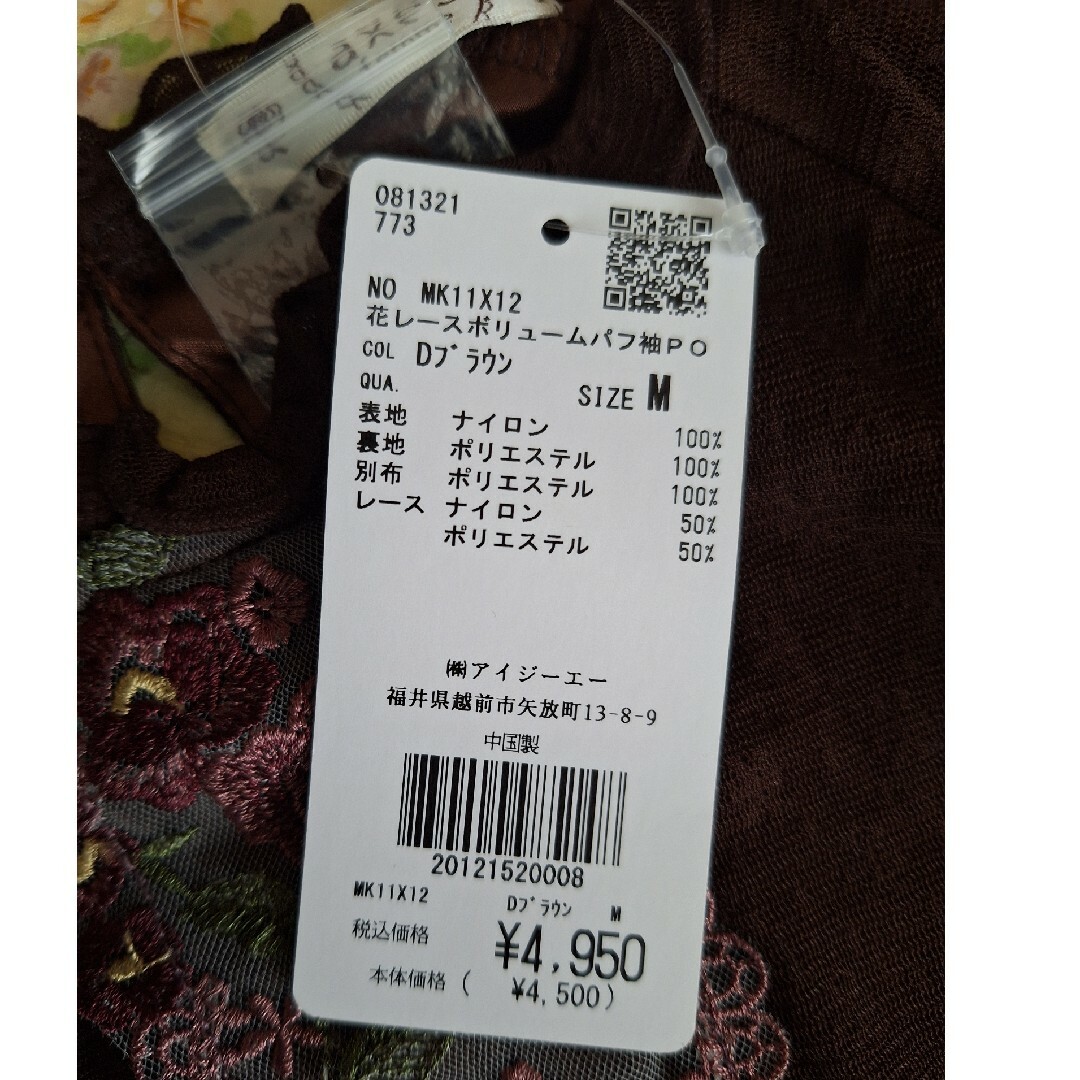 081321
773
NO MK11X12
花レースボリュームパフ袖PO
COL Dブラウン
QUA. SIZE M
表地 ナイロン 100%
裏地 ポリエステル 100%
別布 ポリエステル 100%
レース ナイロン 50%
ポリエステル 50%
㈱アイジーエー
福井県越前市矢放町13-8-9
中国製
20121520008
MK11X12 Dブラウン M
税込価格 ¥4,950
本体価格( ¥4,500)